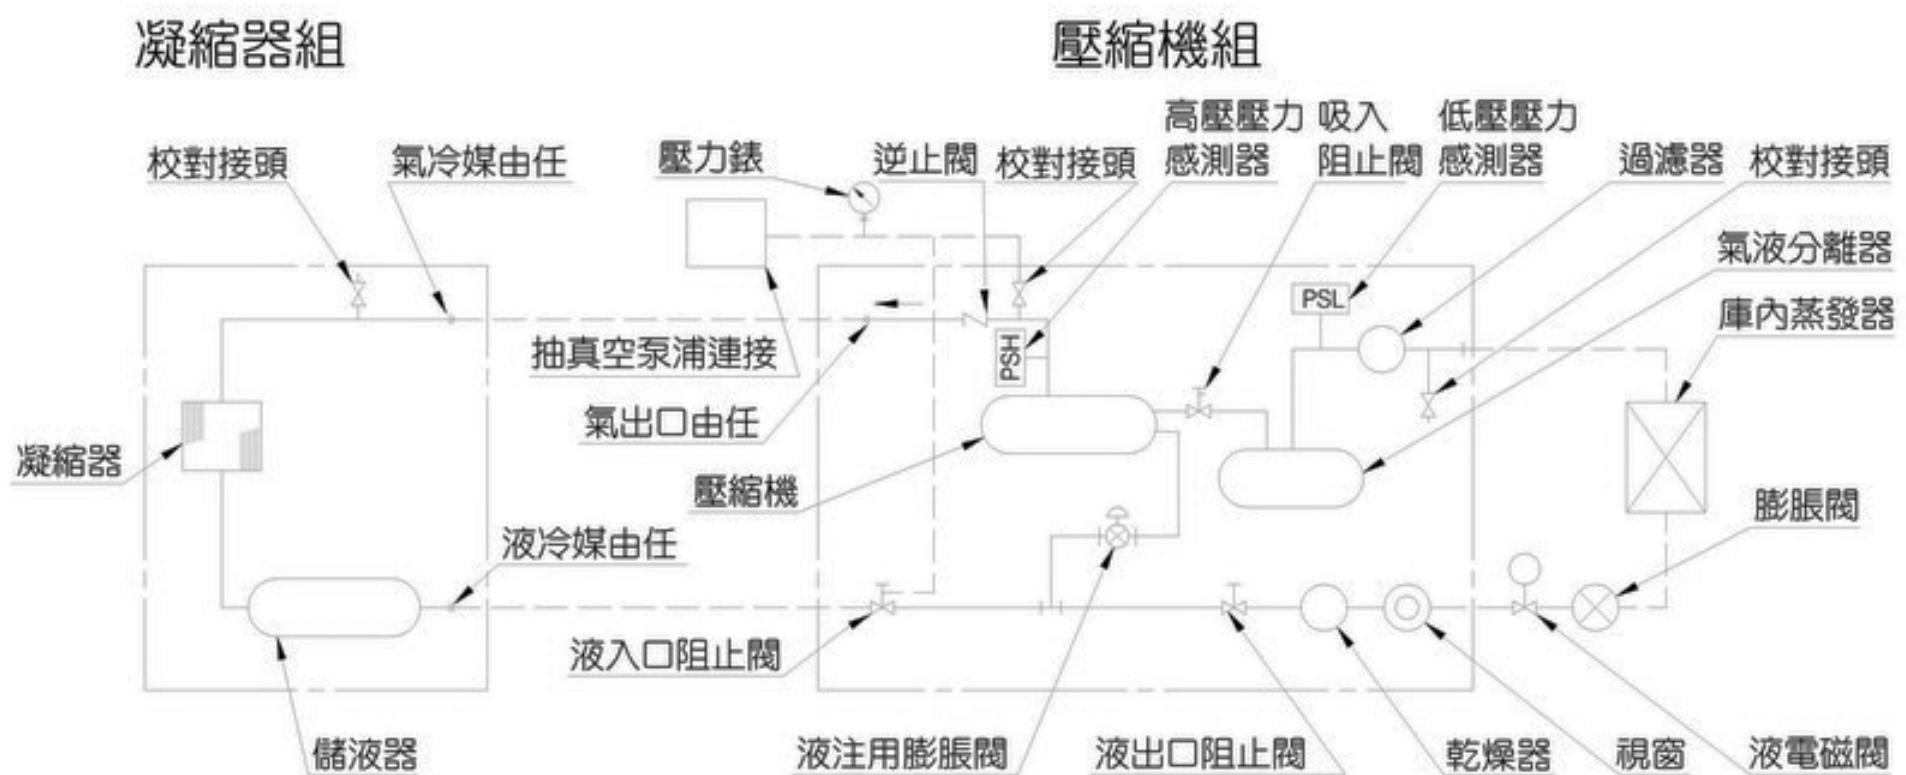 凝縮器組
壓縮機組
高壓壓力
感測器
吸入
阻止閥
低壓壓力
感測器
校對接頭
氣冷媒由任
壓力錶
逆止閥
校對接頭
過濾器
校對接頭
氣液分離器
PSL
庫內蒸發器
抽真空泵浦連接
PSH
氣出口由任
凝縮器
壓縮機
膨脹閥
液冷媒由任
液入口阻止閥
儲液器
液注用膨脹閥
液出口阻止閥
乾燥器
視窗
液電磁閥